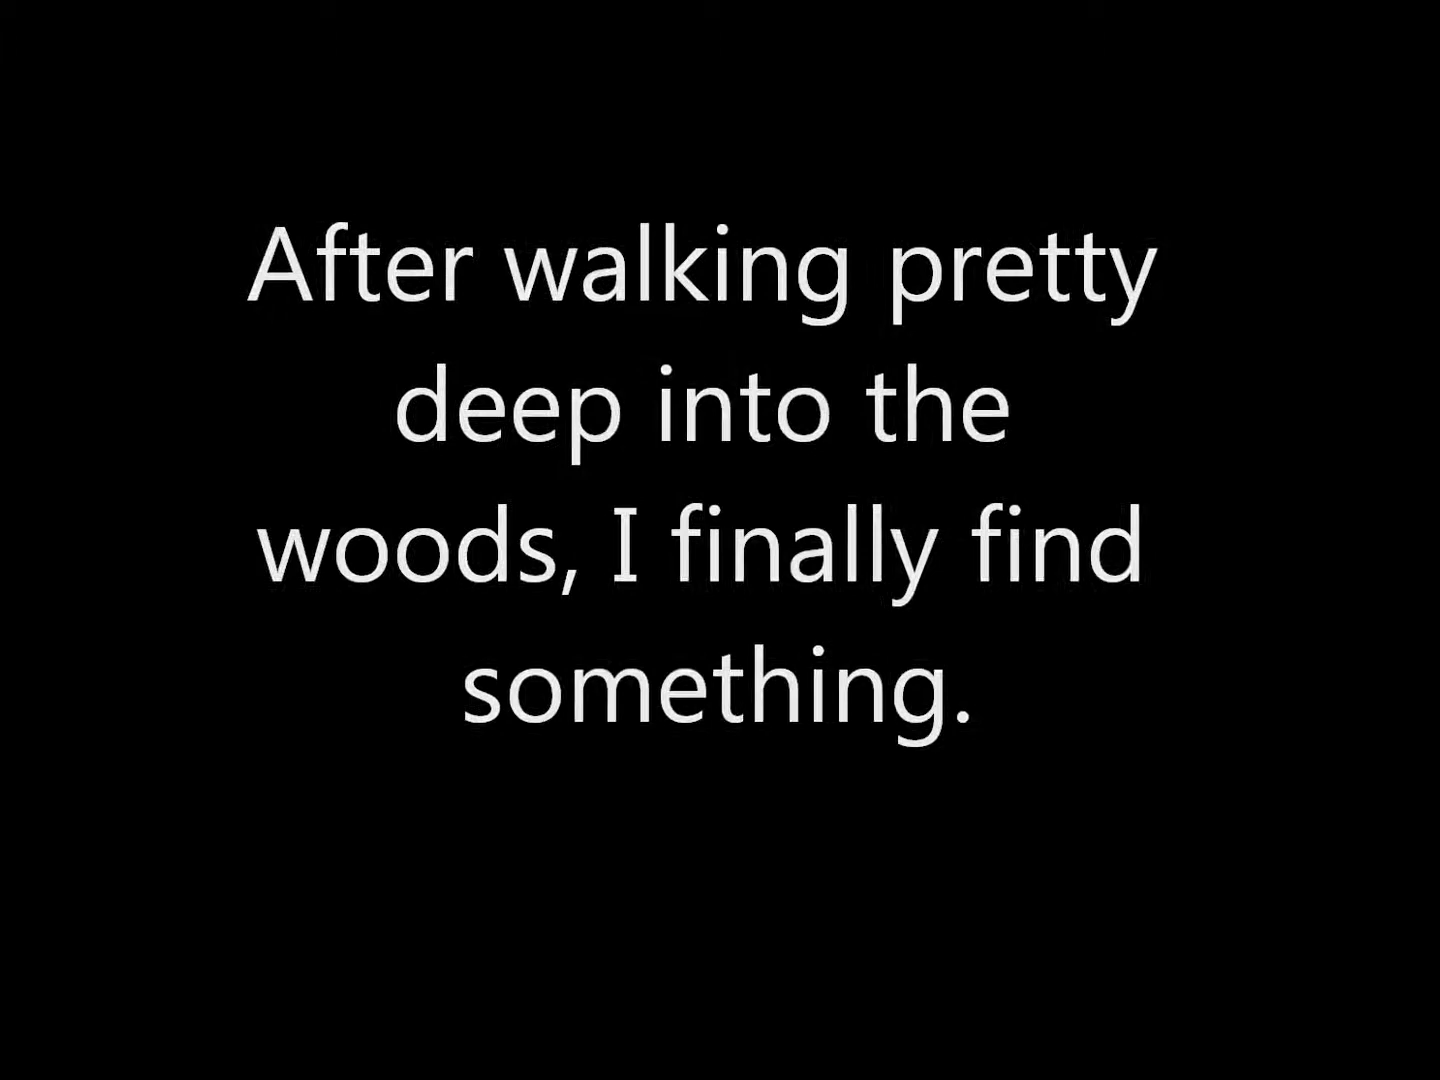 After walking pretty
deep into the
woods, I finally find
something.